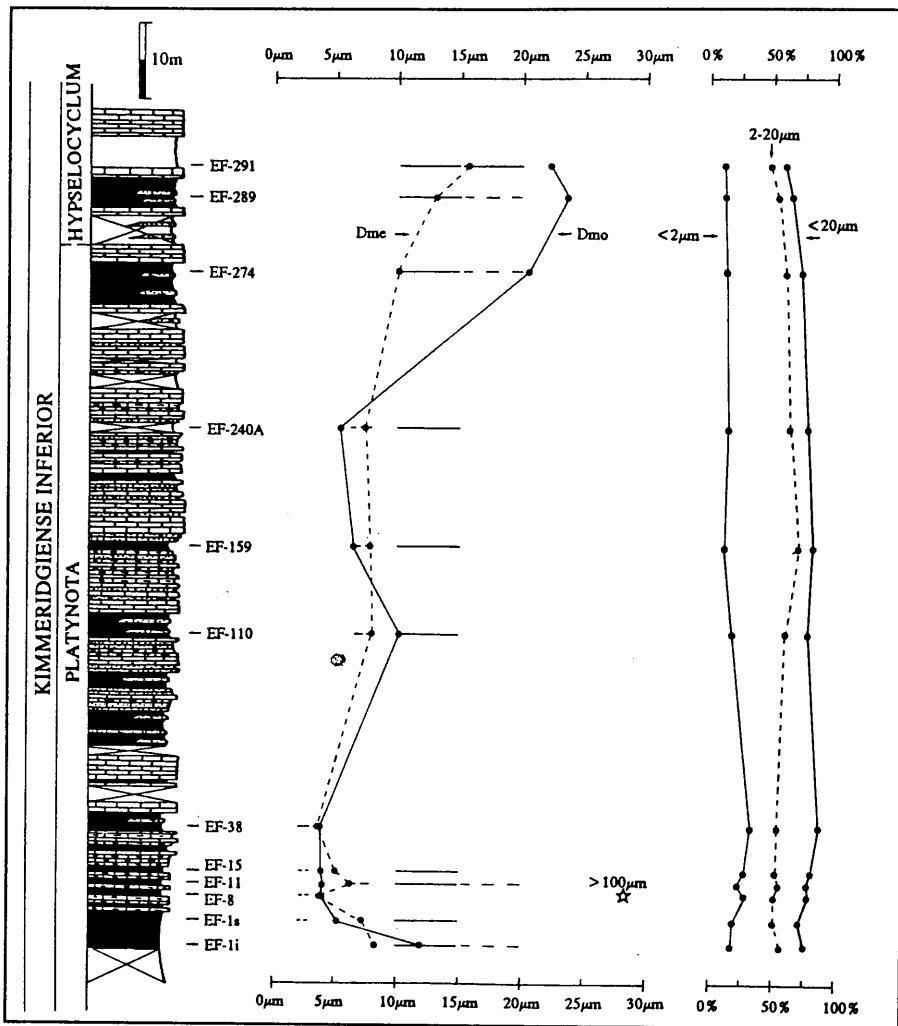 10m
0μm 5μm 10μm 15μm 20μm 25μm 30μm
0% 50% 100%
KIMMERIDGIENSE INFERIOR
HYPSELOCYCLUM
PLATYNOTA
2-20μm
EF-291
EF-289
Dme
Dmo
<2μm
<20μm
EF-274
EF-240A
EF-159
EF-110
EF-38
EF-15
EF-11
>100μm
EF-8
EF-1s
EF-1i
0μm 5μm 10μm 15μm 20μm 25μm 30μm
0% 50% 100%